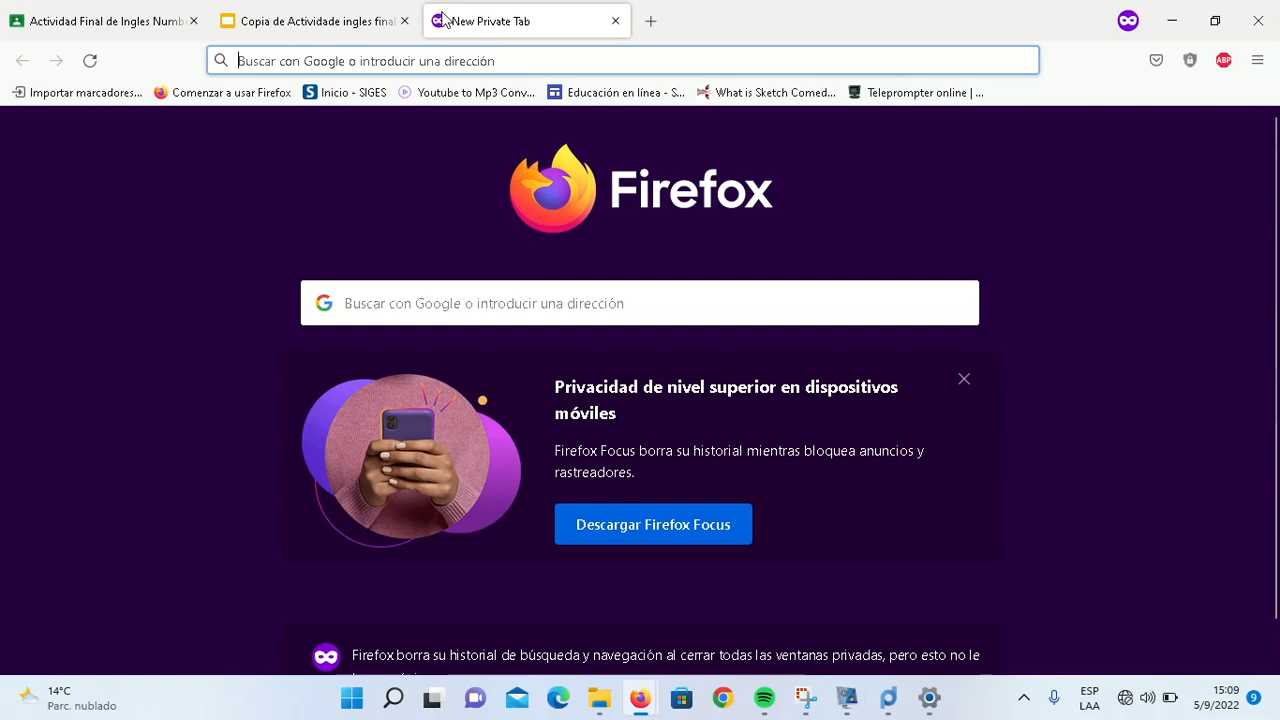 Actividad Final de Ingles Numb
Copia de Actividade ingles final
New Private Tab
Buscar con Google o introducir una dirección
ABP
Importar marcadores...
Comenzar a usar Firefox
Inicio - SIGES
Youtube to Mp3 Conv...
Educación en línea - S...
What is Sketch Comed...
Teleprompter online | ...
Firefox
Buscar con Google o introducir una dirección
Privacidad de nivel superior en dispositivos
móviles
Firefox Focus borra su historial mientras bloquea anuncios y
rastreadores.
Descargar Firefox Focus
Firefox borra su historial de búsqueda y navegación al cerrar todas las ventanas privadas, pero esto no le
14°C
Parc. nublado
ESP
LAA
15:09
5/9/2022
9